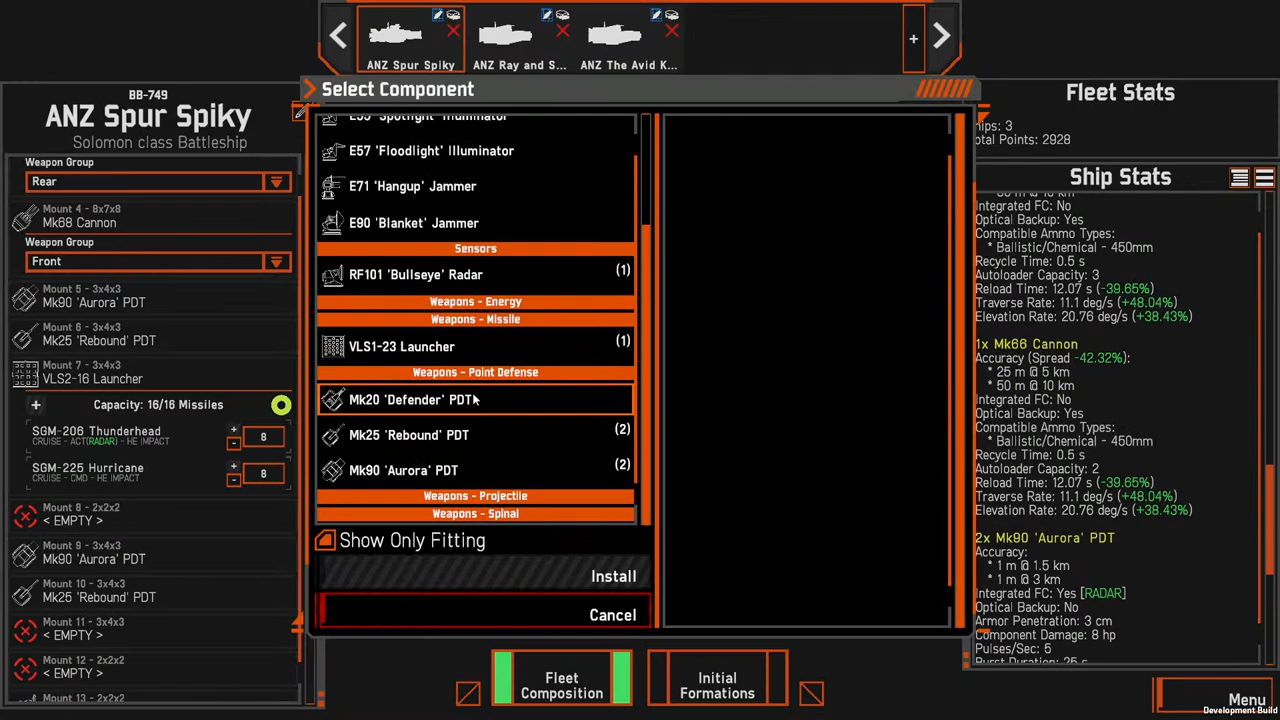 ANZ Spur Spiky
ANZ Ray and S...
ANZ The Avid K...
+
BB-749
ANZ Spur Spiky
Solomon class Battleship
Weapon Group
Rear
Mount 4 - 8x7x8
Mk68 Cannon
Weapon Group
Front
Mount 5 - 3x4x3
Mk90 'Aurora' PDT
Mount 6 - 3x4x3
Mk25 'Rebound' PDT
Mount 7 - 3x4x3
VLS2-16 Launcher
+
Capacity: 16/16 Missiles
SGM-206 Thunderhead
CRUISE - ACT(RADAR) - HE IMPACT
+
-
8
SGM-225 Hurricane
CRUISE - CMD - HE IMPACT
+
-
8
Mount 8 - 2x2x2
< EMPTY >
Mount 9 - 3x4x3
Mk90 'Aurora' PDT
Mount 10 - 3x4x3
Mk25 'Rebound' PDT
Mount 11 - 3x4x3
< EMPTY >
Mount 12 - 2x2x2
< EMPTY >
Mount 13 - 2x2x2
Select Component
E55 'Spotlight' Illuminator
E57 'Floodlight' Illuminator
E71 'Hangup' Jammer
E90 'Blanket' Jammer
Sensors
RF101 'Bullseye' Radar (1)
Weapons - Energy
Weapons - Missile
VLS1-23 Launcher (1)
Weapons - Point Defense
Mk20 'Defender' PDT
Mk25 'Rebound' PDT (2)
Mk90 'Aurora' PDT (2)
Weapons - Projectile
Weapons - Spinal
Show Only Fitting
Install
Cancel
Fleet Composition
Initial Formations
Fleet Stats
hips: 3
otal Points: 2928
Ship Stats
Integrated FC: No
Optical Backup: Yes
Compatible Ammo Types:
* Ballistic/Chemical - 450mm
Recycle Time: 0.5 s
Autoloader Capacity: 3
Reload Time: 12.07 s (-39.65%)
Traverse Rate: 11.1 deg/s (+48.04%)
Elevation Rate: 20.76 deg/s (+38.43%)
1x Mk66 Cannon
Accuracy (Spread -42.32%):
* 25 m @ 5 km
* 50 m @ 10 km
Integrated FC: No
Optical Backup: Yes
Compatible Ammo Types:
* Ballistic/Chemical - 450mm
Recycle Time: 0.5 s
Autoloader Capacity: 2
Reload Time: 12.07 s (-39.65%)
Traverse Rate: 11.1 deg/s (+48.04%)
Elevation Rate: 20.76 deg/s (+38.43%)
2x Mk90 'Aurora' PDT
Accuracy:
* 1 m @ 1.5 km
* 1 m @ 3 km
Integrated FC: Yes [RADAR]
Optical Backup: No
Armor Penetration: 3 cm
Component Damage: 8 hp
Pulses/Sec: 5
Burst Duration: 25 s
Menu
Development Build